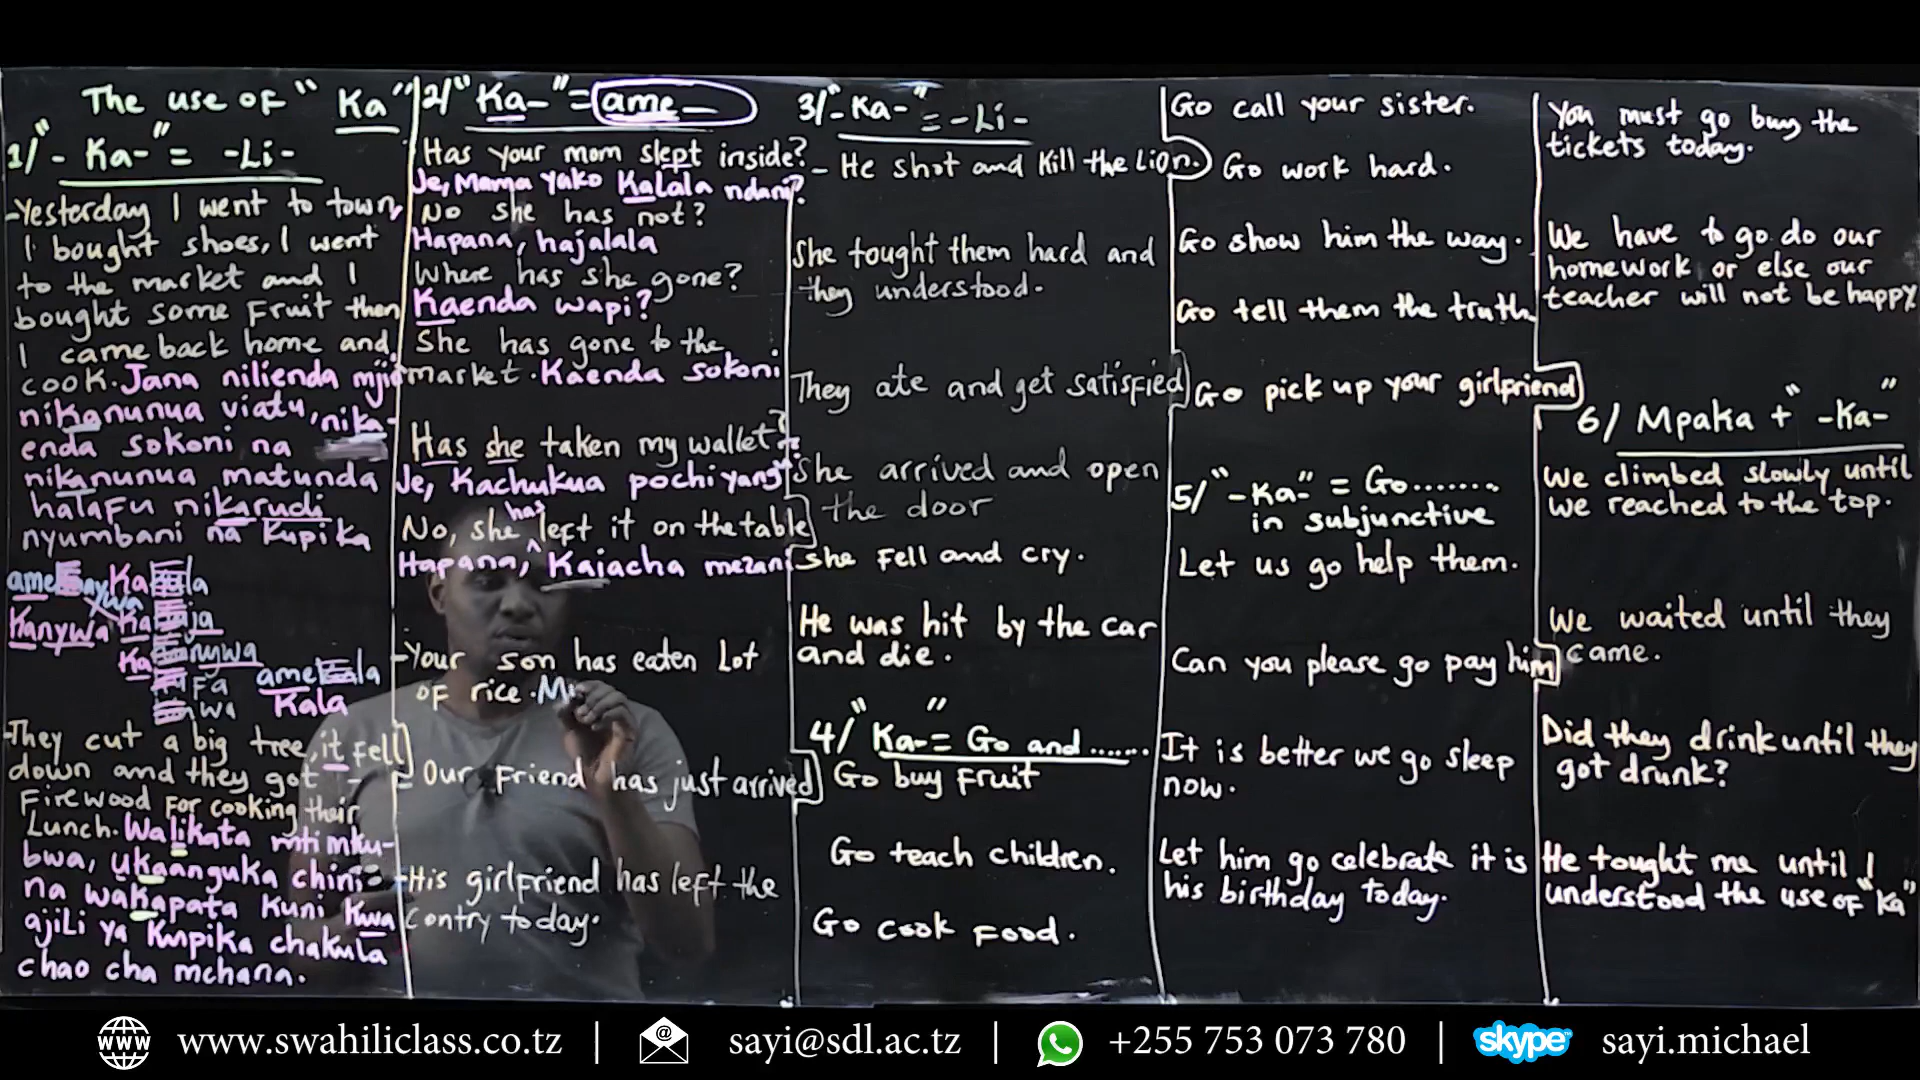 The use of "Ka"
1/ "-Ka-" = -Li-
-Yesterday I went to town,
I bought shoes, I went
to the market and I
bought some fruit then
I came back home and
cook. Jana nilienda mjini
nikanunua viatu, nika-
enda sokoni na
nikanunua matunda
halafu nikarudi
nyumbani na kupika
Kanywa
ameLala
Kala
-They cut a big tree, it fell
down and they got
firewood for cooking their
Lunch. Walikata mti mku-
bwa, ukaanguka chini
na wakapata kuni kwa
ajili ya kupika chakula
chao cha mchana.
2/ "Ka-" = ame-
Has your mom slept inside?
Je, Mama yako Kalala ndani?
No she has not?
Hapana, hajalala
Where has she gone?
Kaenda wapi?
She has gone to the
market. Kaenda sokoni
Has she taken my wallet?
Je, Kachukua pochi yangu
No, she has left it on the table
Hapana, Kaiacha mezani
-Your son has eaten Lot
of rice. M
- Our friend has just arrived
-His girlfriend has left the
contry today.
3/ "-Ka-" = -Li-
- He shot and kill the Lion.
She tought them hard and
they understood.
They ate and get satisfied
She arrived and open
the door
she fell and cry.
He was hit by the car
and die.
4/ "Ka-" = Go and.......
Go buy fruit
Go teach children.
Go cook food.
Go call your sister.
Go work hard.
Go show him the way.
Go tell them the truth.
Go pick up your girlfriend
5/ "-Ka-" = Go.......
in subjunctive
Let us go help them.
Can you please go pay him
It is better we go sleep
now.
Let him go celebrate it is
his birthday today.
You must go buy the
tickets today.
We have to go do our
homework or else our
teacher will not be happy
6/ Mpaka + "-Ka-"
We climbed slowly until
we reached to the top.
We waited until they
came.
Did they drink until they
got drunk?
He tought me until I
understood the use of "Ka"
www.swahiliclass.co.tz | sayi@sdl.ac.tz | +255 753 073 780 | skype sayi.michael